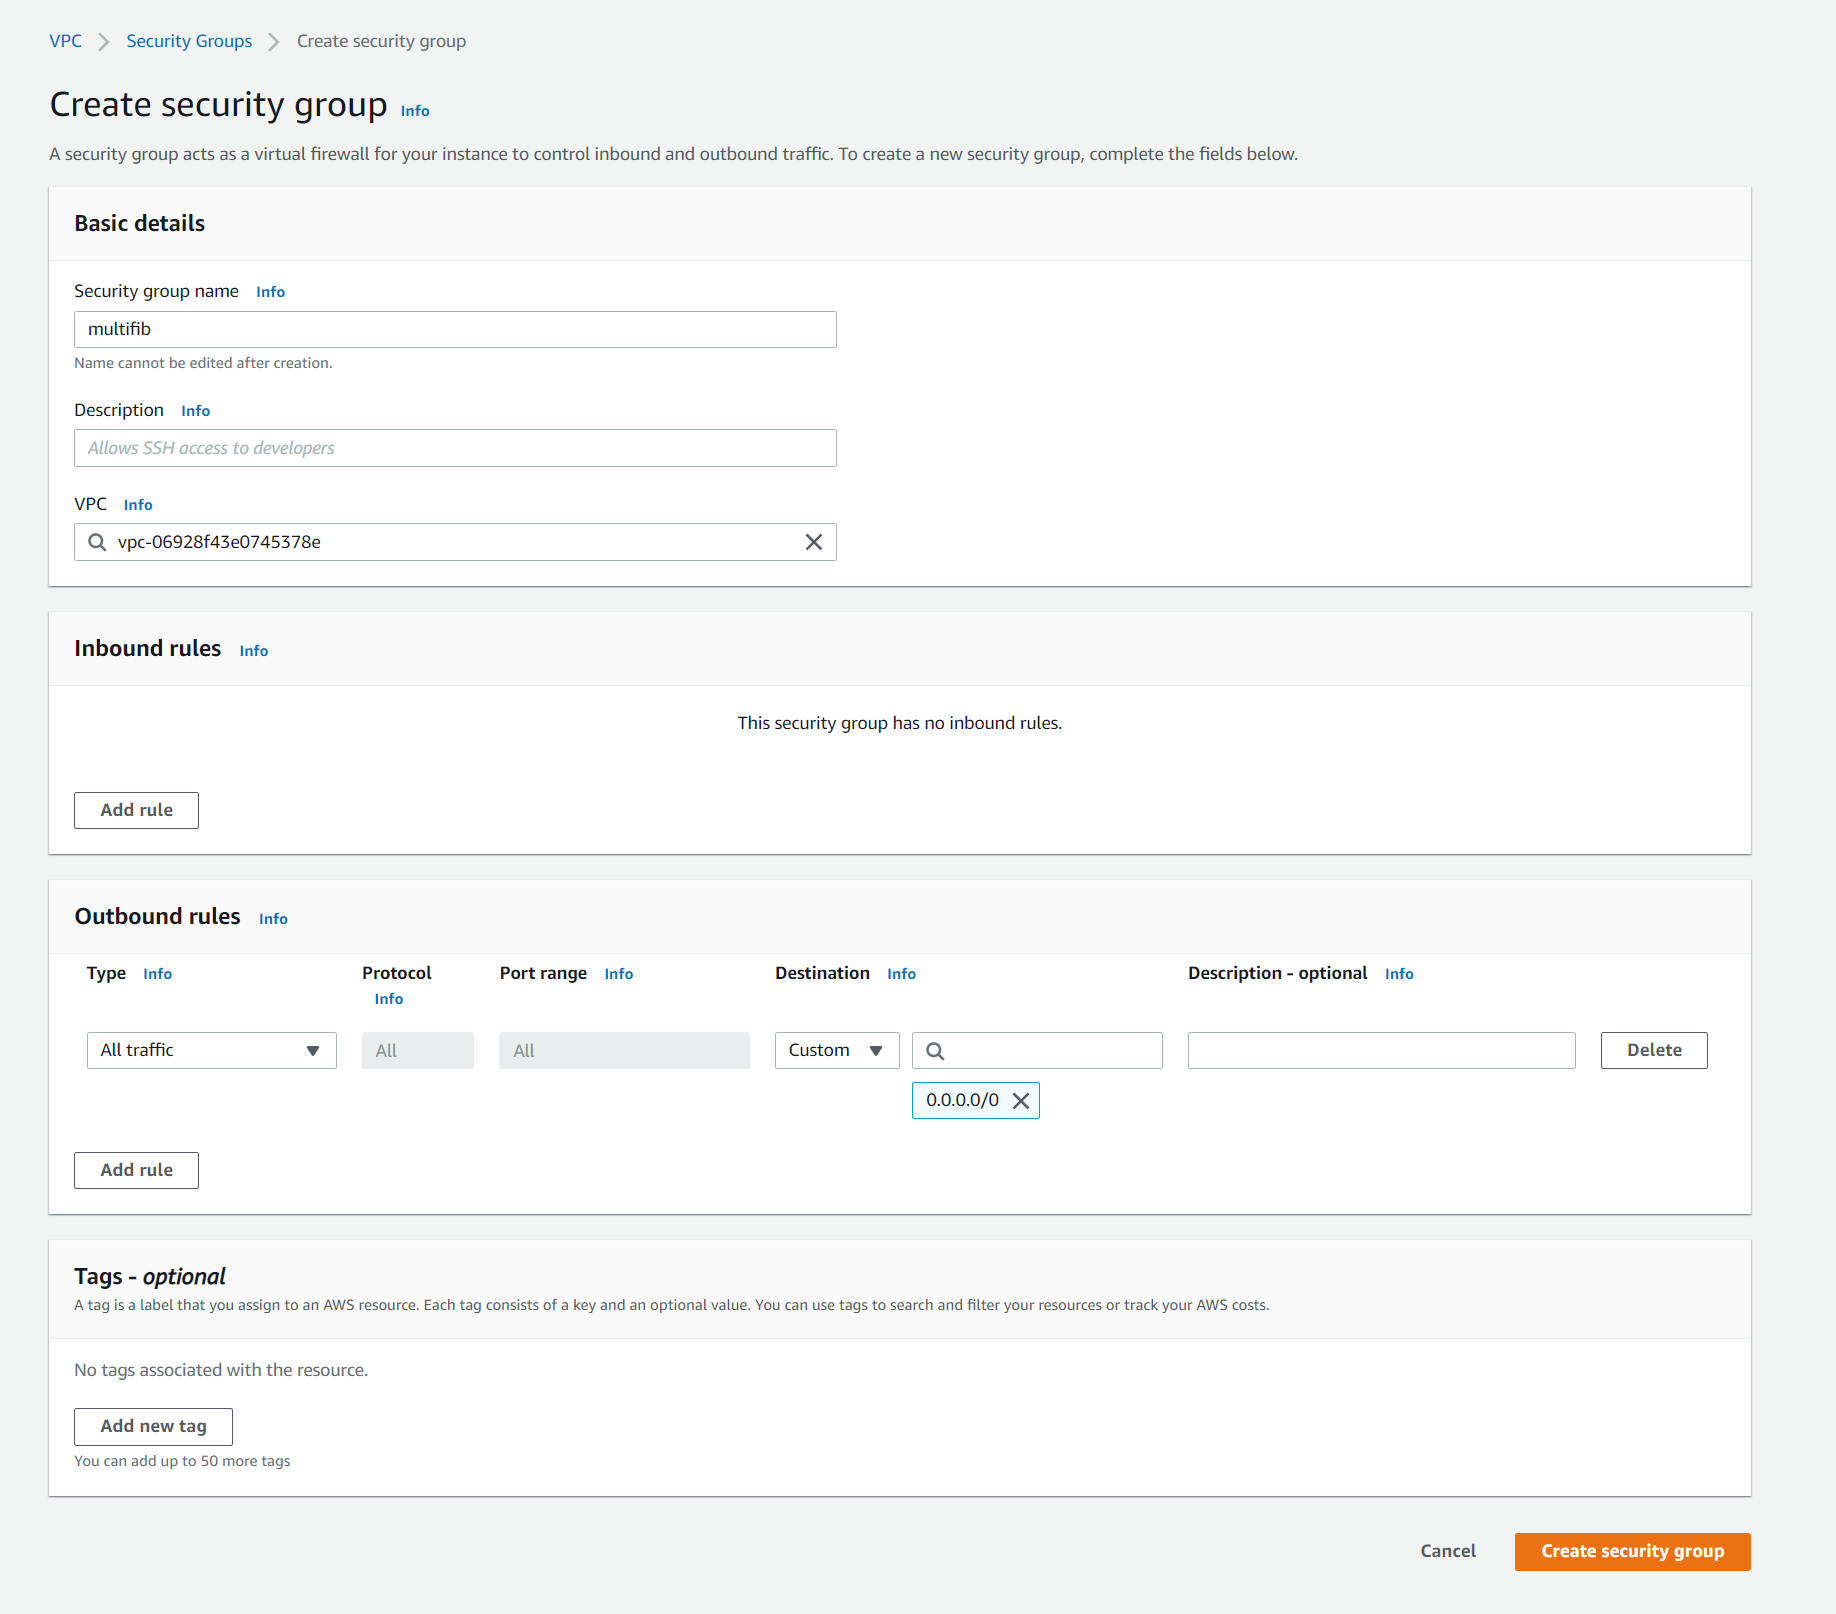 VPC > Security Groups > Create security group
Create security group Info
A security group acts as a virtual firewall for your instance to control inbound and outbound traffic. To create a new security group, complete the fields below.
Basic details
Security group name Info
multifib
Name cannot be edited after creation.
Description Info
Allows SSH access to developers
VPC Info
vpc-06928f43e0745378e
Inbound rules Info
This security group has no inbound rules.
Add rule
Outbound rules Info
Type Info Protocol Info Port range Info Destination Info Description - optional Info
All traffic All All Custom Delete
0.0.0.0/0
Add rule
Tags - optional
A tag is a label that you assign to an AWS resource. Each tag consists of a key and an optional value. You can use tags to search and filter your resources or track your AWS costs.
No tags associated with the resource.
Add new tag
You can add up to 50 more tags
Cancel Create security group